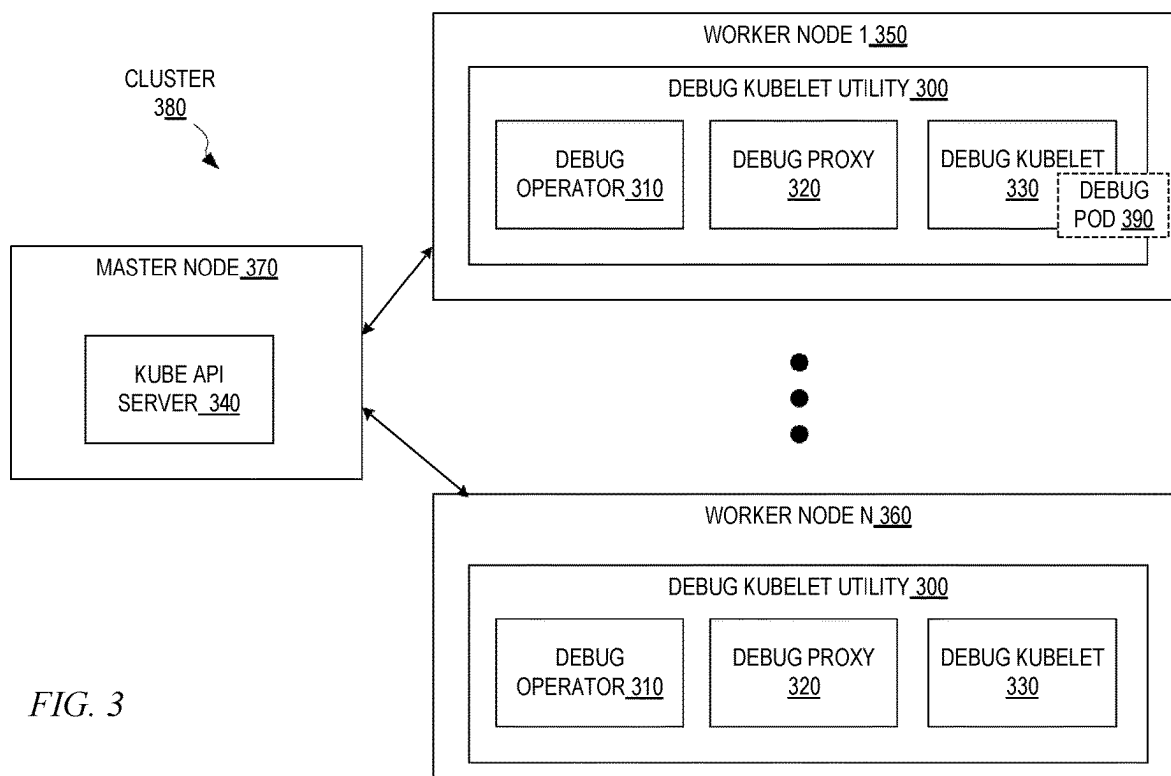 WORKER NODE 1 350
CLUSTER
380
DEBUG KUBELET UTILITY 300
DEBUG
OPERATOR 310
DEBUG PROXY
320
DEBUG KUBELET
330
DEBUG
POD 390
MASTER NODE 370
KUBE API
SERVER 340
WORKER NODE N 360
DEBUG KUBELET UTILITY 300
DEBUG
OPERATOR 310
DEBUG PROXY
320
DEBUG KUBELET
330
FIG. 3